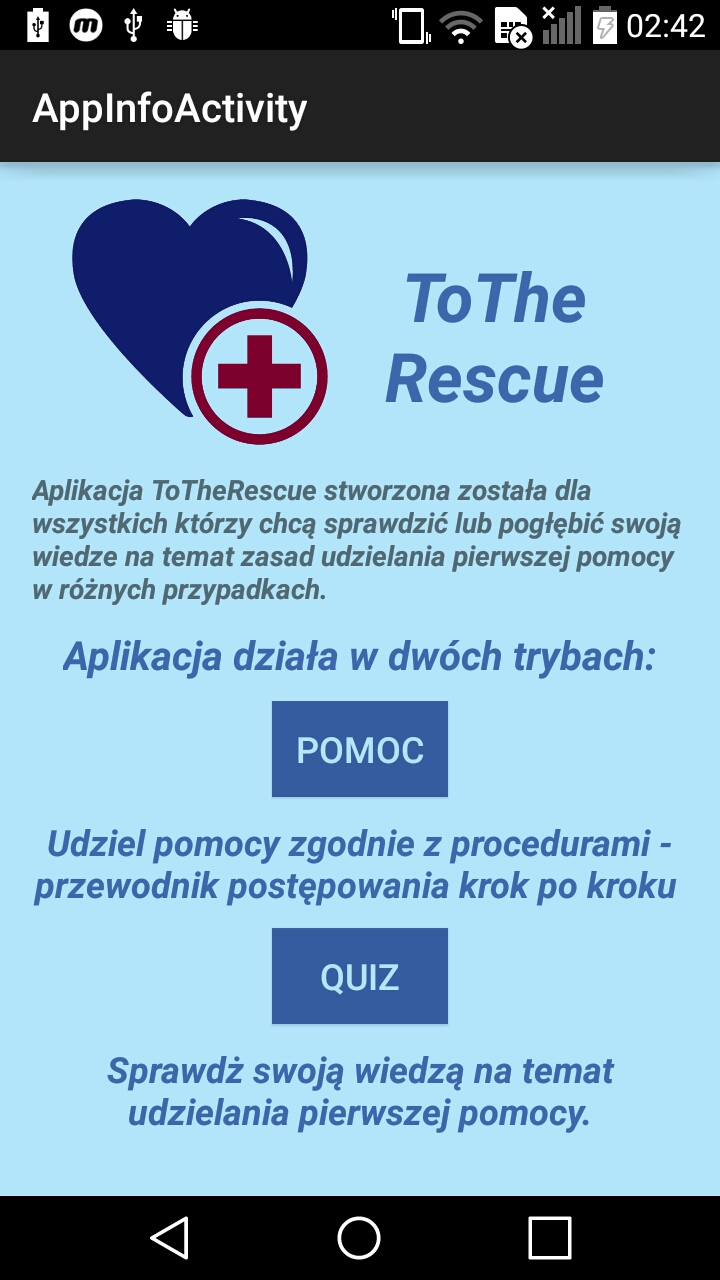 02:42
AppInfoActivity
ToThe
Rescue
Aplikacja ToTheRescue stworzona została dla
wszystkich którzy chcą sprawdzić lub pogłębić swoją
wiedze na temat zasad udzielania pierwszej pomocy
w różnych przypadkach.
Aplikacja działa w dwóch trybach:
POMOC
Udziel pomocy zgodnie z procedurami -
przewodnik postępowania krok po kroku
QUIZ
Sprawdż swoją wiedzą na temat
udzielania pierwszej pomocy.